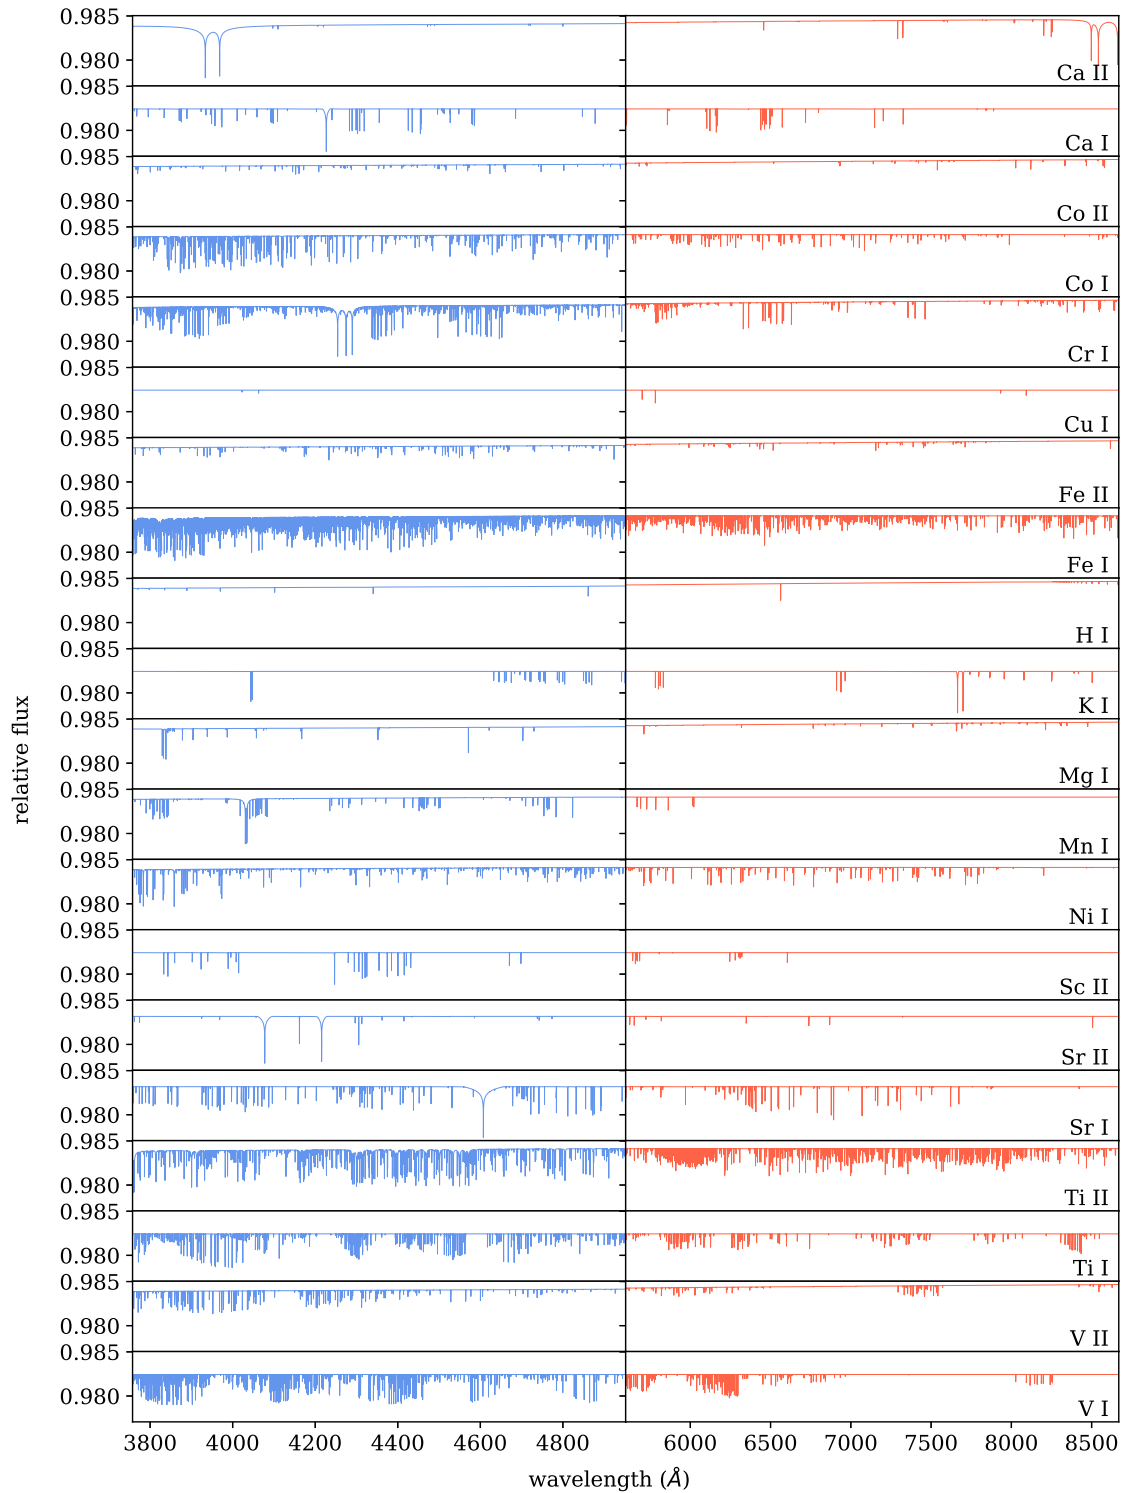 0.985
0.980
Ca II
0.985
0.980
Ca I
0.985
0.980
Co II
0.985
0.980
Co I
0.985
0.980
Cr I
0.985
0.980
Cu I
0.985
0.980
Fe II
0.985
0.980
Fe I
0.985
0.980
H I
0.985
0.980
K I
0.985
0.980
Mg I
0.985
0.980
Mn I
0.985
0.980
Ni I
0.985
0.980
Sc II
0.985
0.980
Sr II
0.985
0.980
Sr I
0.985
0.980
Ti II
0.985
0.980
Ti I
0.985
0.980
V II
0.985
0.980
V I
relative flux
3800 4000 4200 4400 4600 4800 6000 6500 7000 7500 8000 8500
wavelength (Å)